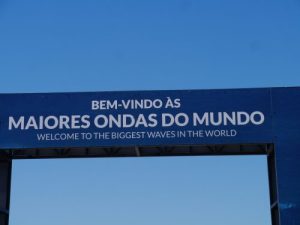 BEM-VINDO ÀS
MAIORES ONDAS DO MUNDO
WELCOME TO THE BIGGEST WAVES IN THE WORLD